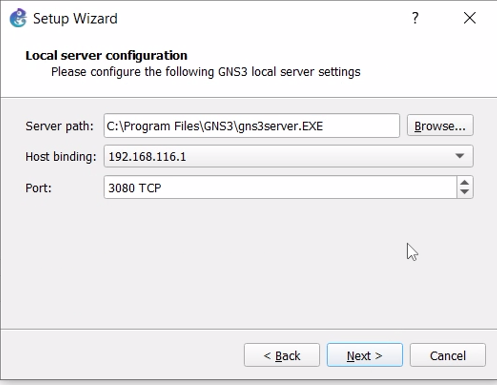 Setup Wizard
?
Local server configuration
Please configure the following GNS3 local server settings
Server path: C:\Program Files\GNS3\gns3server.EXE Browse...
Host binding: 192.168.116.1
Port: 3080 TCP
< Back Next > Cancel